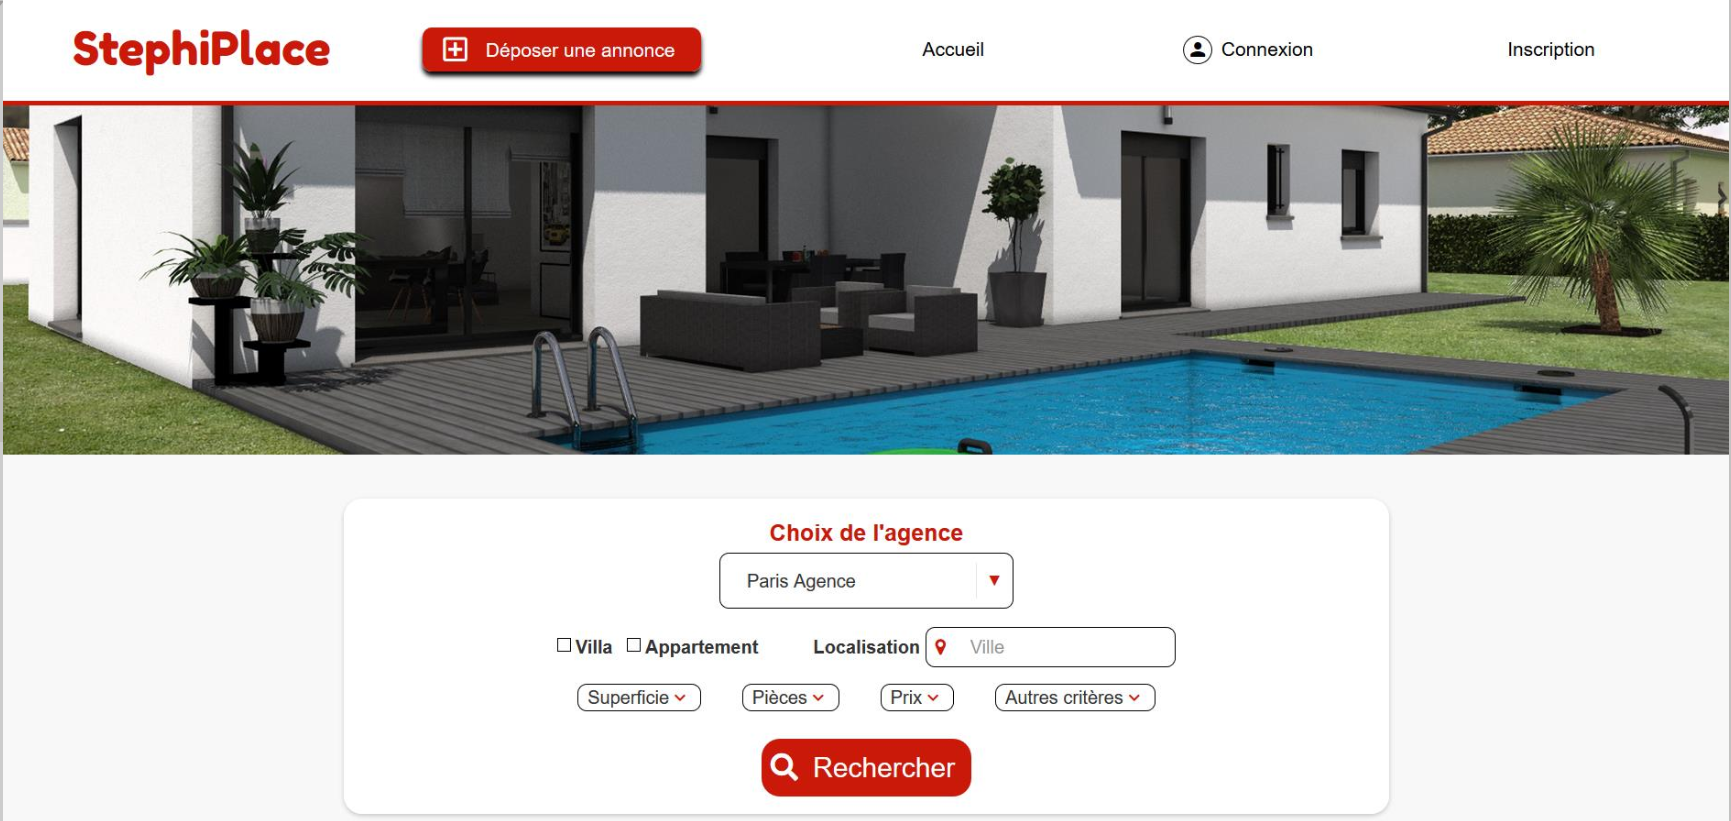 StephiPlace
Déposer une annonce
Accueil
Connexion
Inscription
Choix de l'agence
Paris Agence
Villa Appartement Localisation Ville
Superficie Pièces Prix Autres critères
Rechercher